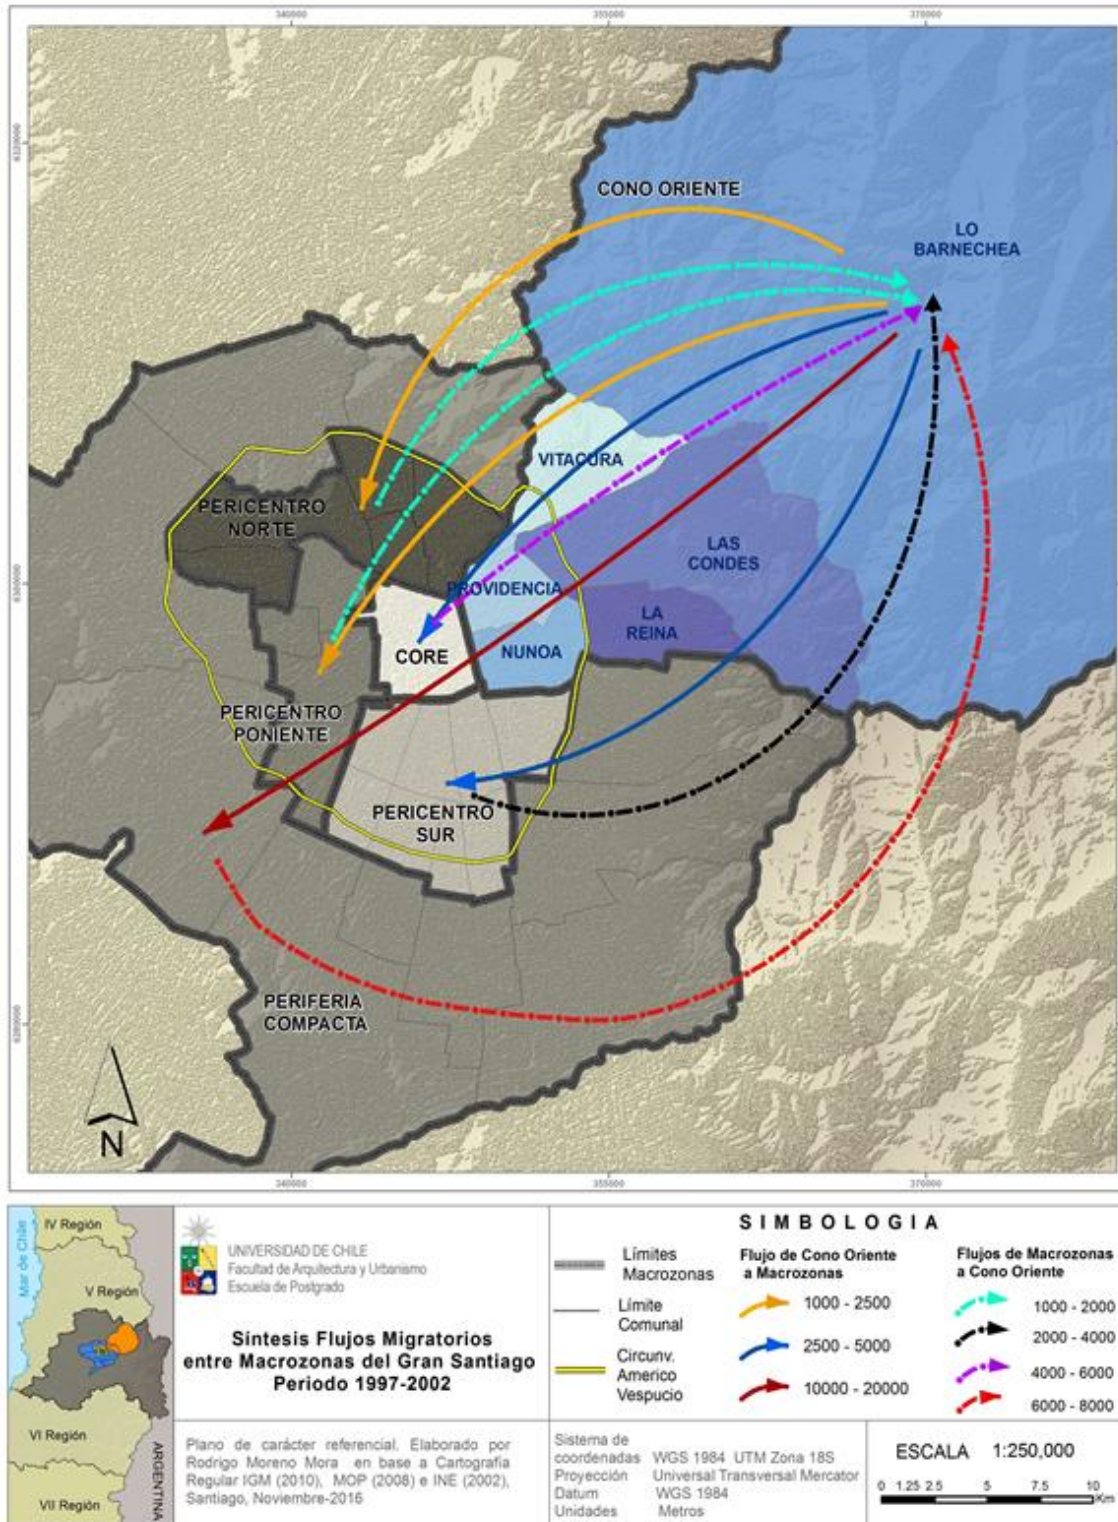 340000
355000
370000
6320000
6300000
6280000
CONO ORIENTE
LO
BARNECHEA
VITACURA
PERICENTRO
NORTE
LAS
CONDES
PROVIDENCIA
LA
REINA
CORE
NUNOA
PERICENTRO
PONIENTE
PERICENTRO
SUR
PERIFERIA
COMPACTA
N
340000
355000
370000
Mar de Chile
IV Región
V Región
VI Región
VII Región
ARGENTINA
UNIVERSIDAD DE CHILE
Facultad de Arquitectura y Urbanismo
Escuela de Postgrado
Síntesis Flujos Migratorios
entre Macrozonas del Gran Santiago
Periodo 1997-2002
Plano de carácter referencial. Elaborado por
Rodrigo Moreno Mora en base a Cartografía
Regular IGM (2010), MOP (2008) e INE (2002),
Santiago, Noviembre-2016
SIMBOLOGIA
Límites
Macrozonas
Límite
Comunal
Circunv.
Americo
Vespucio
Flujo de Cono Oriente
a Macrozonas
1000 - 2500
2500 - 5000
10000 - 20000
Flujos de Macrozonas
a Cono Oriente
1000 - 2000
2000 - 4000
4000 - 6000
6000 - 8000
Sistema de
coordenadas WGS 1984 UTM Zona 18S
Proyección Universal Transversal Mercator
Datum WGS 1984
Unidades Metros
ESCALA 1:250,000
0 1.25 2.5 5 7.5 10
Km